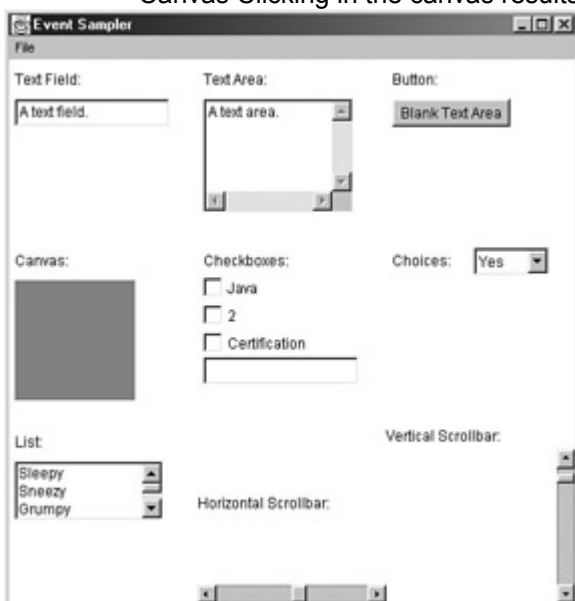 Canvas Clicking in the canvas results
Event Sampler
File
Text Field:
Text Area:
Button:
A text field.
A text area.
Blank Text Area
Canvas:
Checkboxes:
Choices:
Yes
Java
2
Certification
List:
Vertical Scrollbar:
Sleepy
Sneezy
Grumpy
Horizontal Scrollbar: